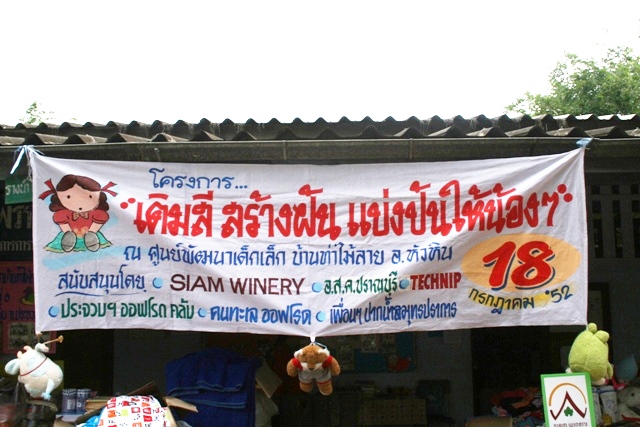 โครงการ...
"เติมสี สร้างฝัน แบ่งปันให้น้องๆ"
ณ ศูนย์พัฒนาเด็กเล็ก บ้านท่าไม้ลาย อ.ทับทิม
18
สนับสนุนโดย • SIAM WINERY • อ.ส.ค.ปราณบุรี • TECHNIP
กรกฎาคม '52
• ประจวบฯ ออฟโรด คลับ • คนทะเล ออฟโรด • เพื่อนๆ ปากน้ำสมุทรปราการ